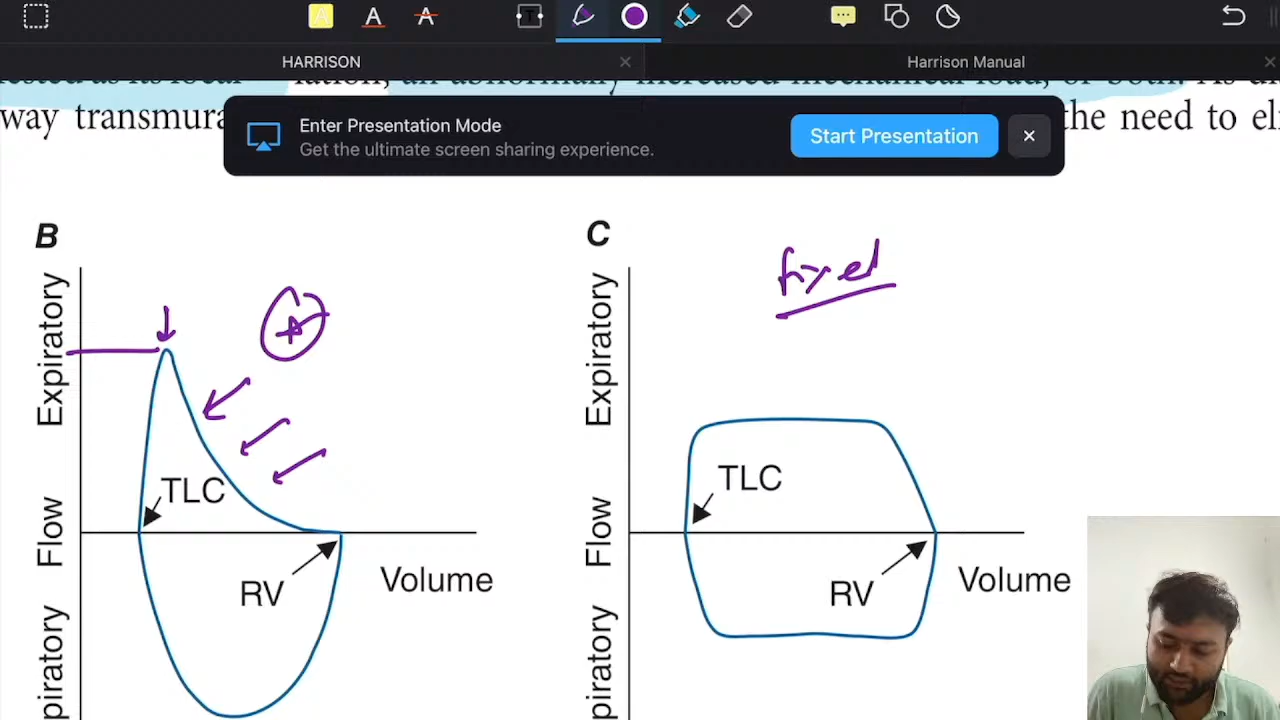 A A A T
HARRISON
Harrison Manual
way transmura
the need to el
Enter Presentation Mode
Get the ultimate screen sharing experience.
Start Presentation
B
C
fixed
Expiratory
Expiratory
TLC
TLC
Flow
Flow
RV
Volume
RV
Volume
piratory
piratory